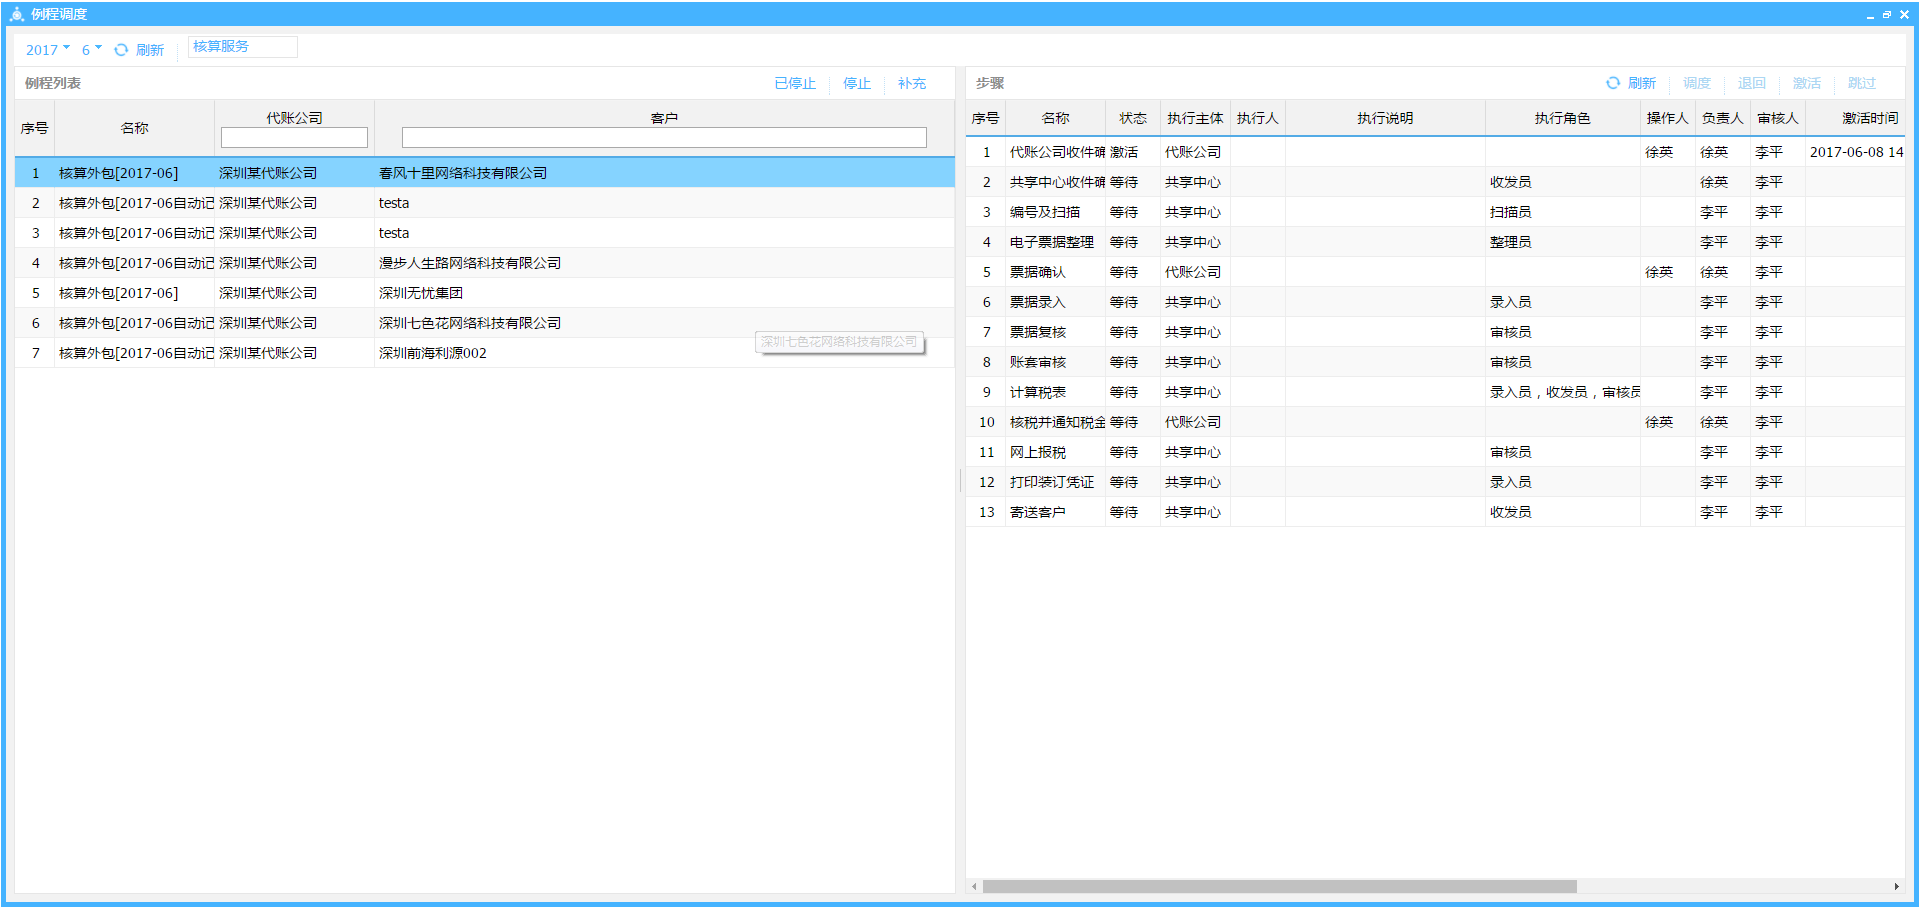 例程调度
2017 6 刷新 核算服务
例程列表 已停止 停止 补充
序号 名称 代账公司 客户
1 核算外包[2017-06] 深圳某代账公司 春风十里网络科技有限公司
2 核算外包[2017-06自动记 深圳某代账公司 testa
3 核算外包[2017-06自动记 深圳某代账公司 testa
4 核算外包[2017-06自动记 深圳某代账公司 漫步人生路网络科技有限公司
5 核算外包[2017-06] 深圳某代账公司 深圳无忧集团
6 核算外包[2017-06自动记 深圳某代账公司 深圳七色花网络科技有限公司
深圳七色花网络科技有限公司
7 核算外包[2017-06自动记 深圳某代账公司 深圳前海利源002
步骤 刷新 调度 退回 激活 跳过
序号 名称 状态 执行主体 执行人 执行说明 执行角色 操作人 负责人 审核人 激活时间
1 代账公司收件确 激活 代账公司 徐英 徐英 李平 2017-06-08 14
2 共享中心收件确 等待 共享中心 收发员 徐英 李平
3 编号及扫描 等待 共享中心 扫描员 李平 李平
4 电子票据整理 等待 共享中心 整理员 李平 李平
5 票据确认 等待 代账公司 徐英 徐英 李平
6 票据录入 等待 共享中心 录入员 李平 李平
7 票据复核 等待 共享中心 审核员 李平 李平
8 账套审核 等待 共享中心 审核员 李平 李平
9 计算税表 等待 共享中心 录入员，收发员，审核员 李平 李平
10 核税并通知税金 等待 代账公司 徐英 徐英 李平
11 网上报税 等待 共享中心 审核员 李平 李平
12 打印装订凭证 等待 共享中心 录入员 李平 李平
13 寄送客户 等待 共享中心 收发员 李平 李平